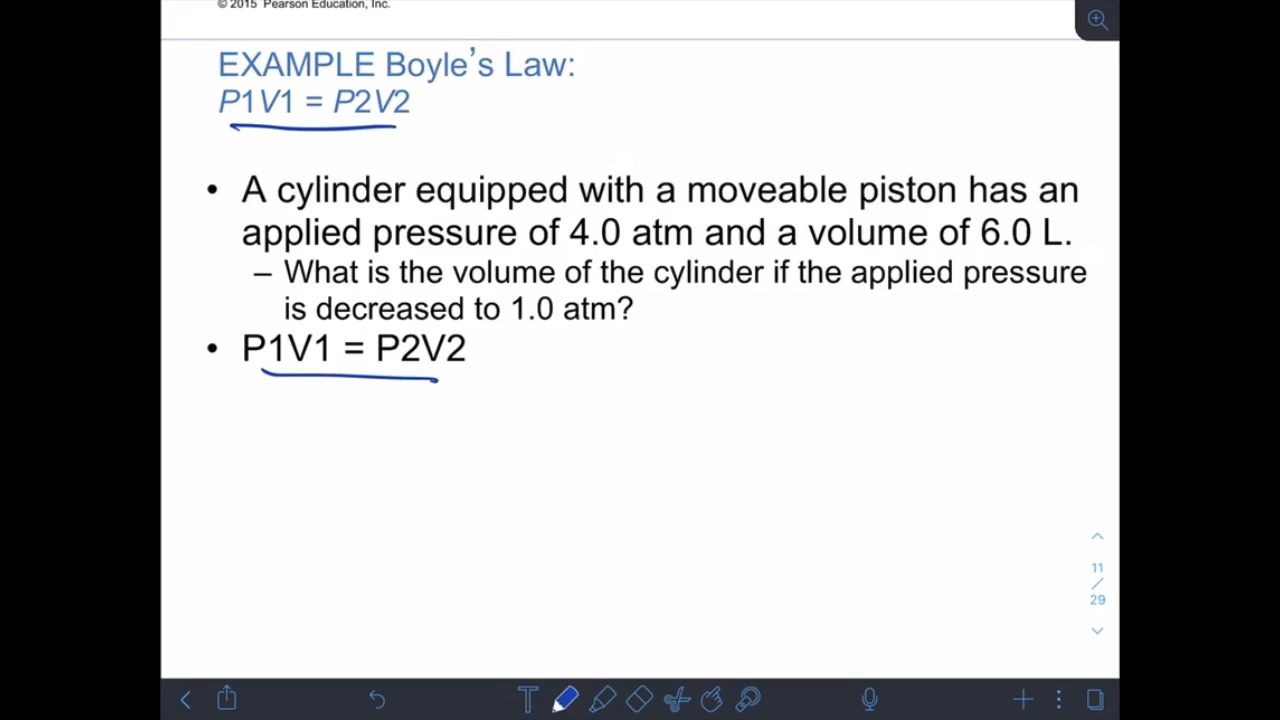 © 2015 Pearson Education, Inc.
EXAMPLE Boyle’s Law:
P1V1 = P2V2
• A cylinder equipped with a moveable piston has an
applied pressure of 4.0 atm and a volume of 6.0 L.
– What is the volume of the cylinder if the applied pressure
is decreased to 1.0 atm?
• P1V1 = P2V2
11
/
29